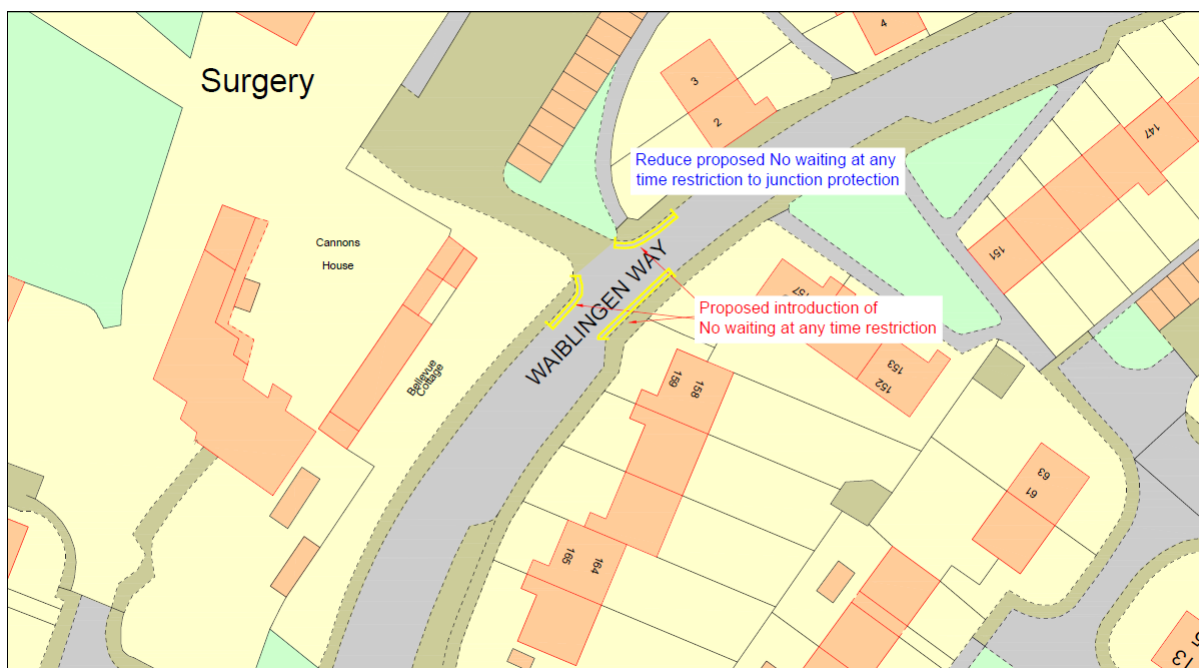 Surgery
4
3
2
147
Reduce proposed No waiting at any
time restriction to junction protection
Cannons
House
151
WAIBLINGEN WAY
157
Proposed introduction of
No waiting at any time restriction
153
152
Bellevue
Cottage
159
158
63
61
165
164